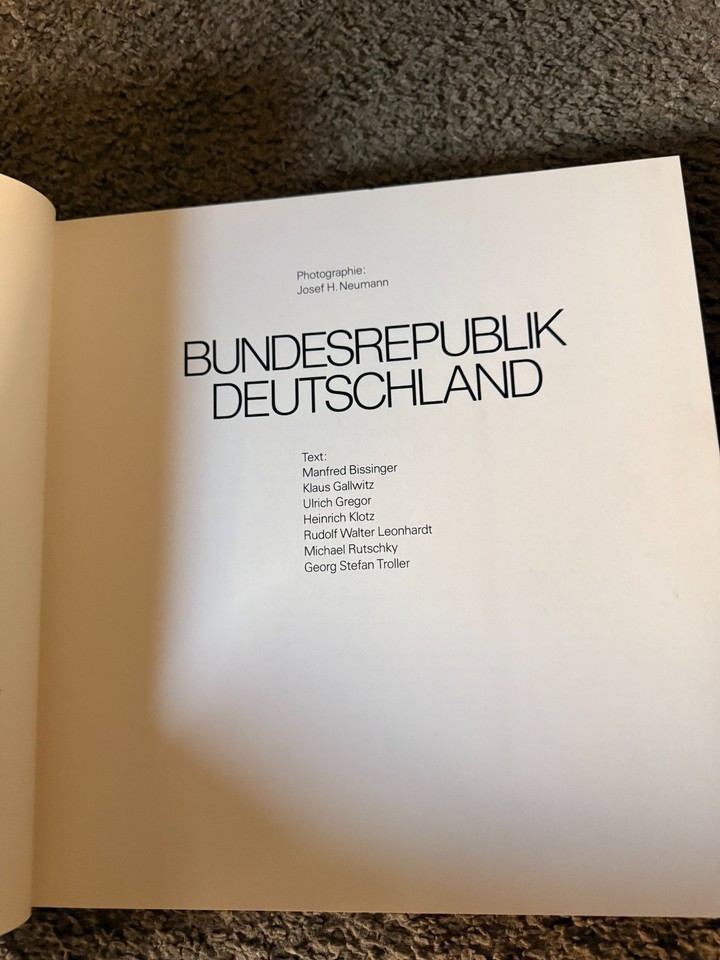 Photographie:
Josef H. Neumann
BUNDESREPUBLIK
DEUTSCHLAND
Text:
Manfred Bissinger
Klaus Gallwitz
Ulrich Gregor
Heinrich Klotz
Rudolf Walter Leonhardt
Michael Rutschky
Georg Stefan Troller